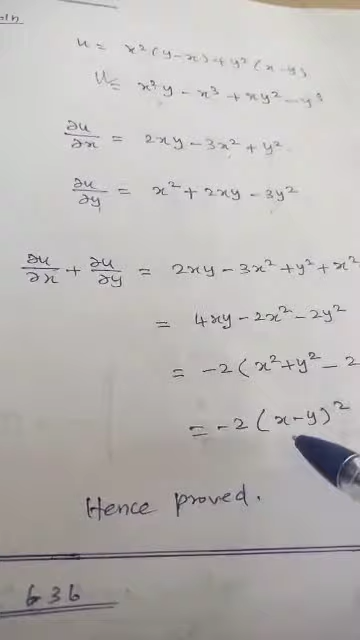 u = x²(y-x) + y²(x-y)
u = x²y - x³ + xy² - y³
∂u/∂x = 2xy - 3x² + y²
∂u/∂y = x² + 2xy - 3y²
∂u/∂x + ∂u/∂y = 2xy - 3x² + y² + x²
= 4xy - 2x² - 2y²
= -2(x² + y² - 2
= -2(x-y)²
Hence proved.
636